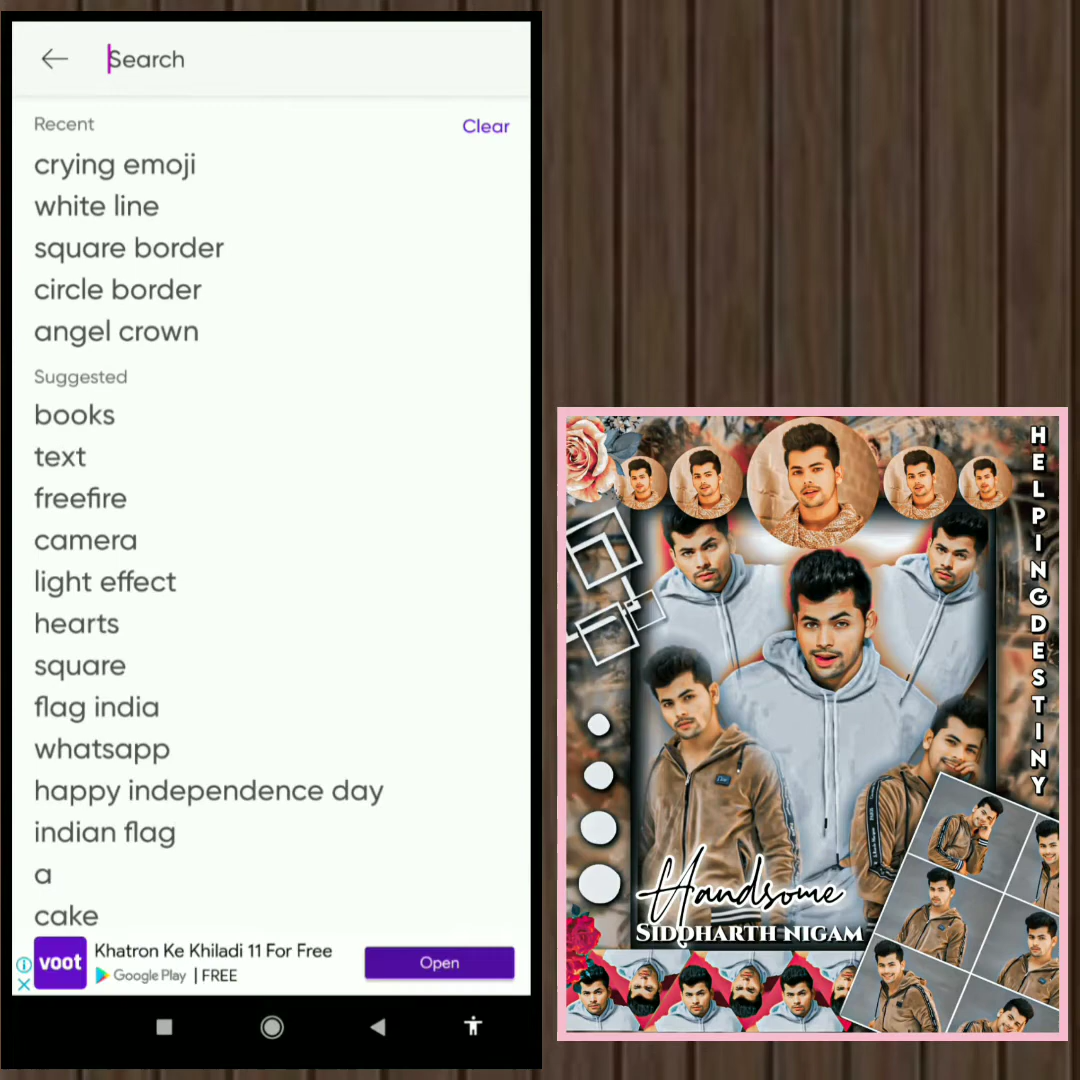 Search
Recent
Clear
crying emoji
white line
square border
circle border
angel crown
Suggested
books
text
freefire
camera
light effect
hearts
square
flag india
whatsapp
happy independence day
indian flag
a
cake
voot
Khatron Ke Khiladi 11 For Free
Google Play | FREE
Open
HELPINGDESTINY
Handsome
SIDDHARTH NIGAM